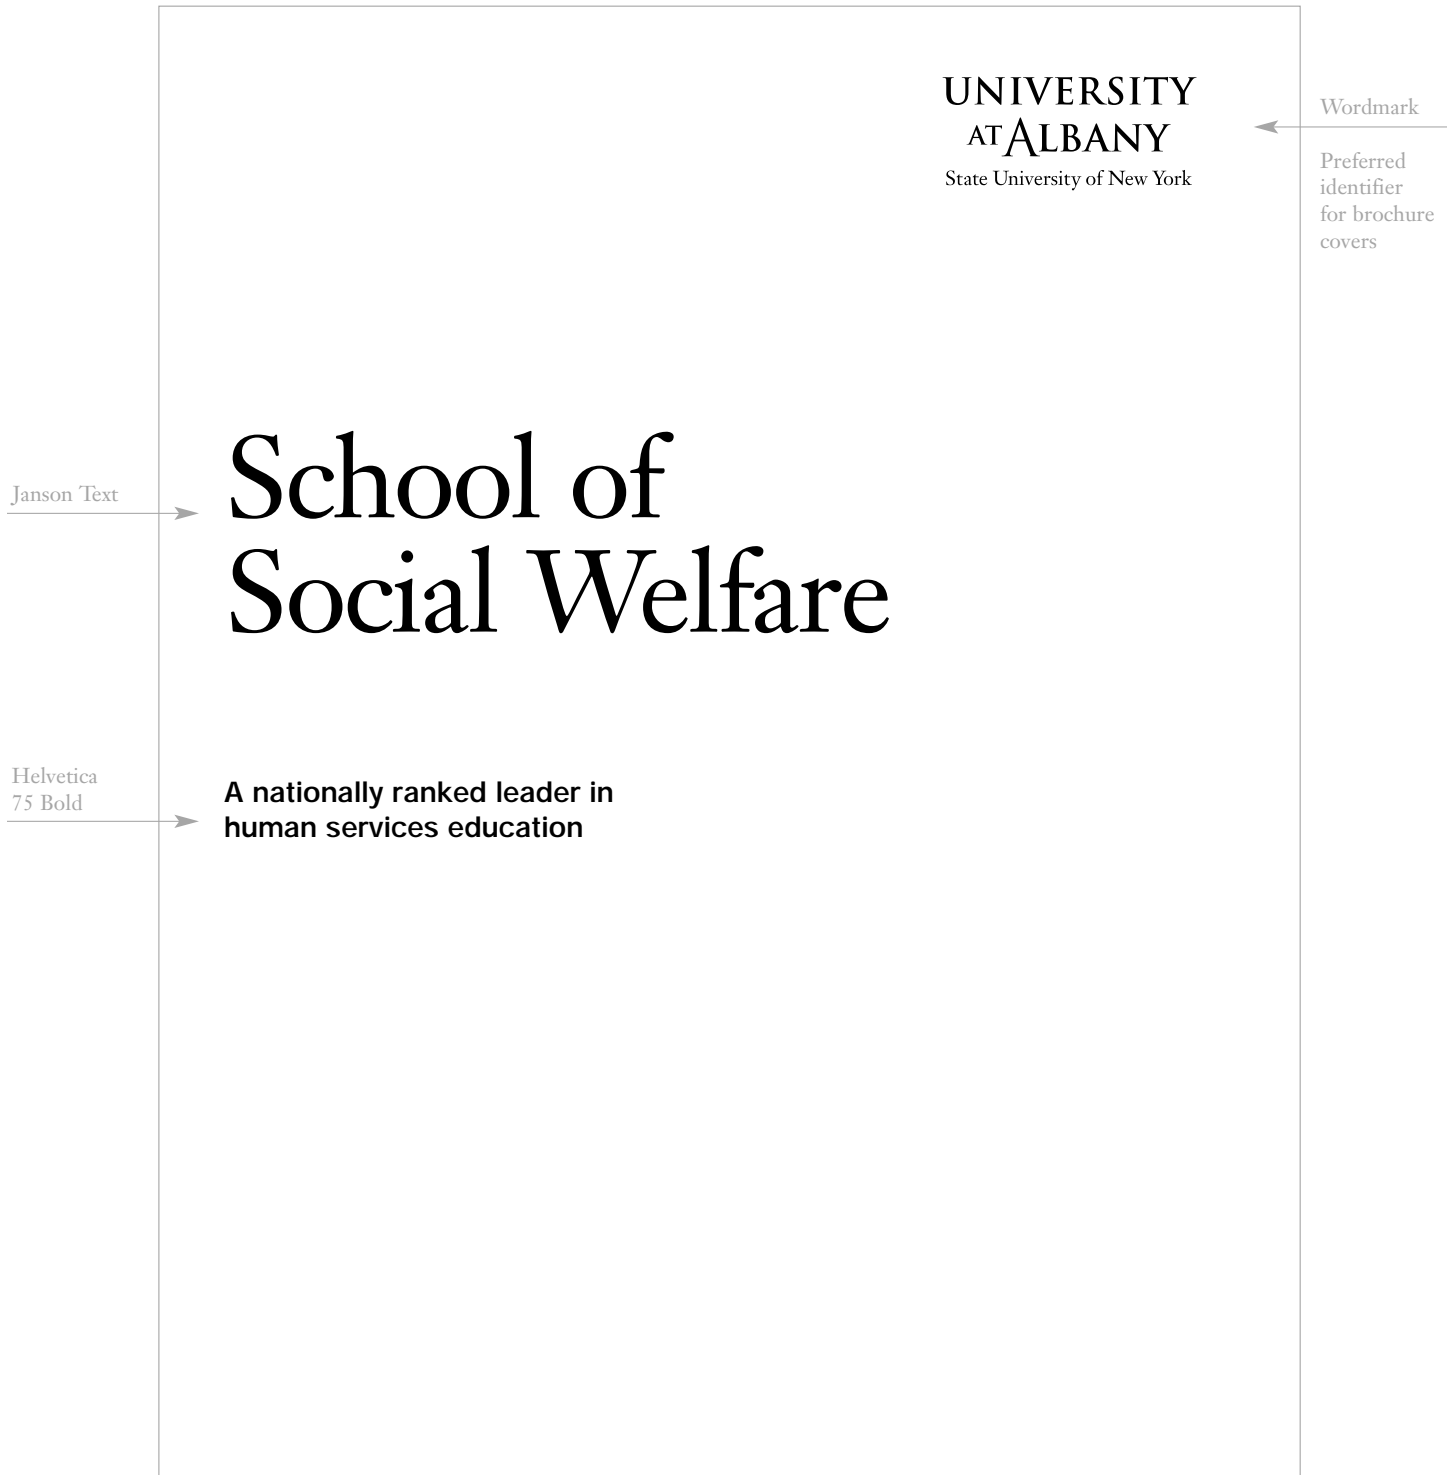 UNIVERSITY
AT ALBANY
State University of New York
Wordmark
Preferred
identifier
for brochure
covers
Janson Text
School of
Social Welfare
Helvetica
75 Bold
A nationally ranked leader in
human services education